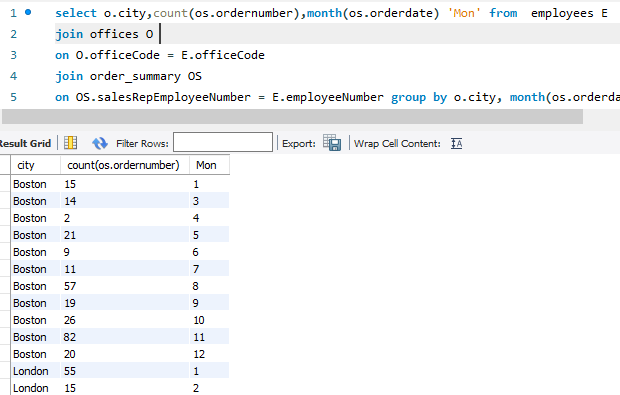 1 select o.city,count(os.ordernumber),month(os.orderdate) 'Mon' from employees E
2 join offices O
3 on O.officeCode = E.officeCode
4 join order_summary OS
5 on OS.salesRepEmployeeNumber = E.employeeNumber group by o.city, month(os.orderda
Result Grid Filter Rows: Export: Wrap Cell Content: IA
city count(os.ordernumber) Mon
Boston 15 1
Boston 14 3
Boston 2 4
Boston 21 5
Boston 9 6
Boston 11 7
Boston 57 8
Boston 19 9
Boston 26 10
Boston 82 11
Boston 20 12
London 55 1
London 15 2